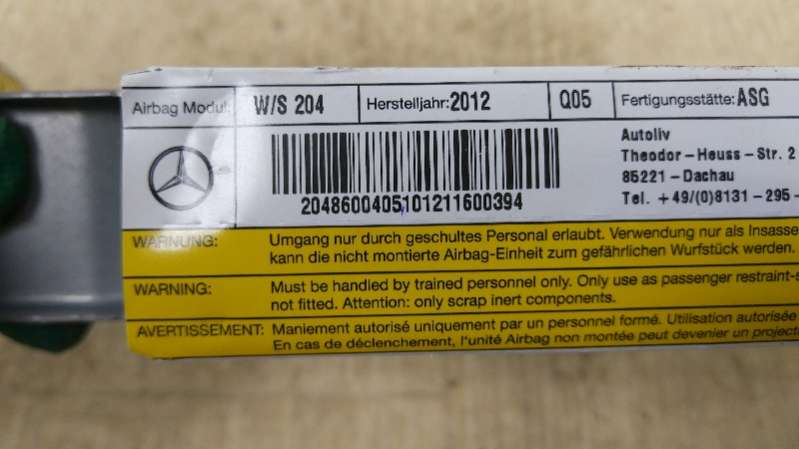 Airbag Modul: W/S 204 Herstelljahr: 2012 Q05 Fertigungsstätte: ASG
Autoliv
Theodor-Heuss-Str. 2
85221-Dachau
Tel. +49/(0)8131-295-
2048600405101211600394
WARNUNG: Umgang nur durch geschultes Personal erlaubt. Verwendung nur als Insasse
kann die nicht montierte Airbag-Einheit zum gefährlichen Wurfstück werden.
WARNING: Must be handled by trained personnel only. Only use as passenger restraint-s
not fitted. Attention: only scrap inert components.
AVERTISSEMENT: Maniement autorisé uniquement par un personnel formé. Utilisation autorisée
En cas de déclenchement, l'unité Airbag non montée peut devenir un project